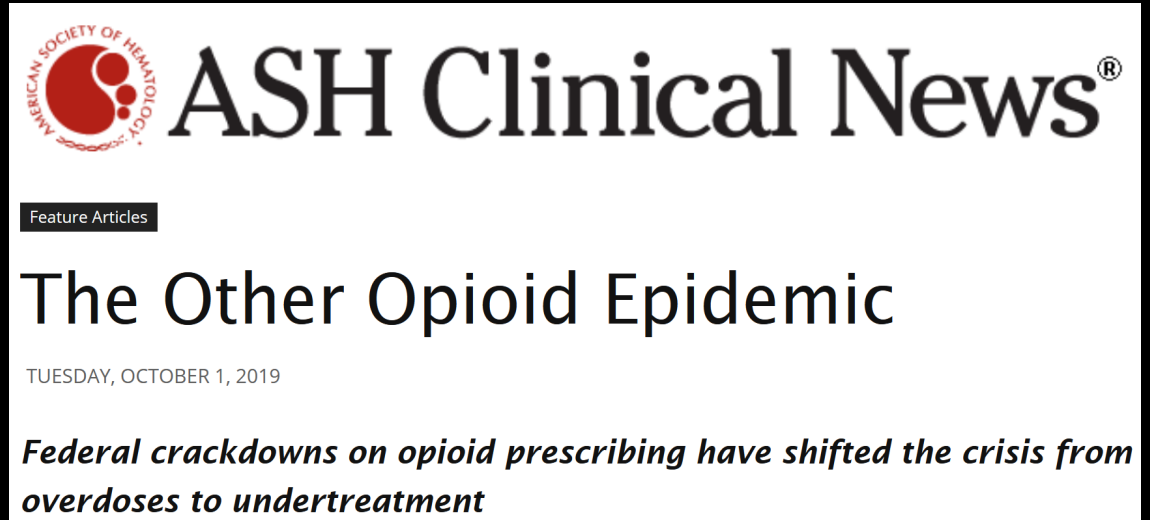 AMERICAN SOCIETY OF HEMATOLOGY
ASH Clinical News®
Feature Articles
The Other Opioid Epidemic
TUESDAY, OCTOBER 1, 2019
Federal crackdowns on opioid prescribing have shifted the crisis from
overdoses to undertreatment